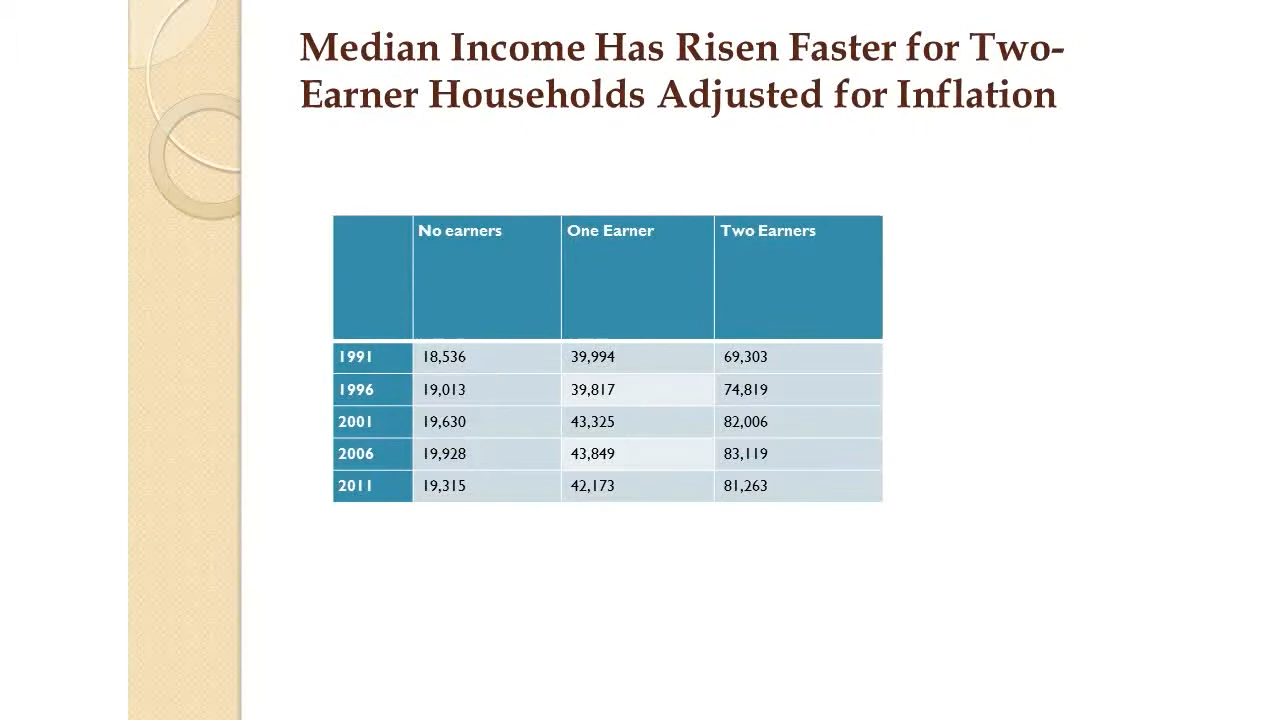 Median Income Has Risen Faster for Two-
Earner Households Adjusted for Inflation
No earners One Earner Two Earners
1991 18,536 39,994 69,303
1996 19,013 39,817 74,819
2001 19,630 43,325 82,006
2006 19,928 43,849 83,119
2011 19,315 42,173 81,263